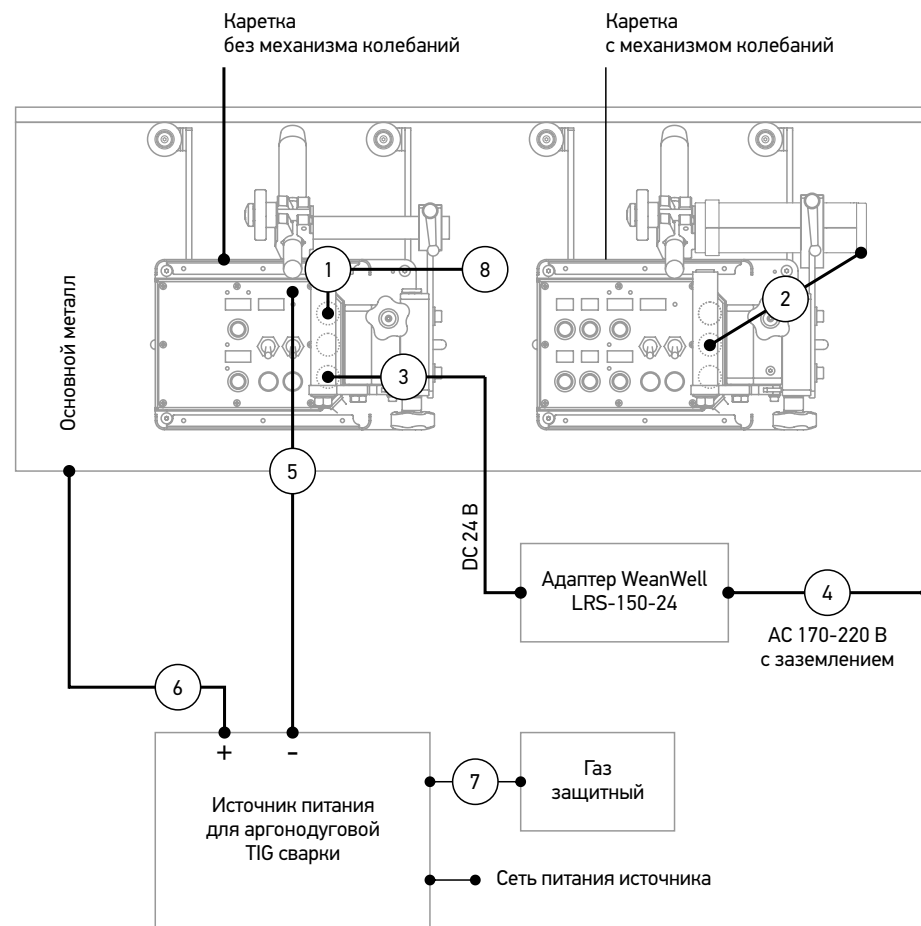 Каретка
без механизма колебаний
Каретка
с механизмом колебаний
1
8
2
3
Основной металл
5
DC 24 В
Адаптер WeanWell
LRS-150-24
4
AC 170-220 В
с заземлением
6
+
-
7
Газ
защитный
Источник питания
для аргонодуговой
TIG сварки
Сеть питания источника